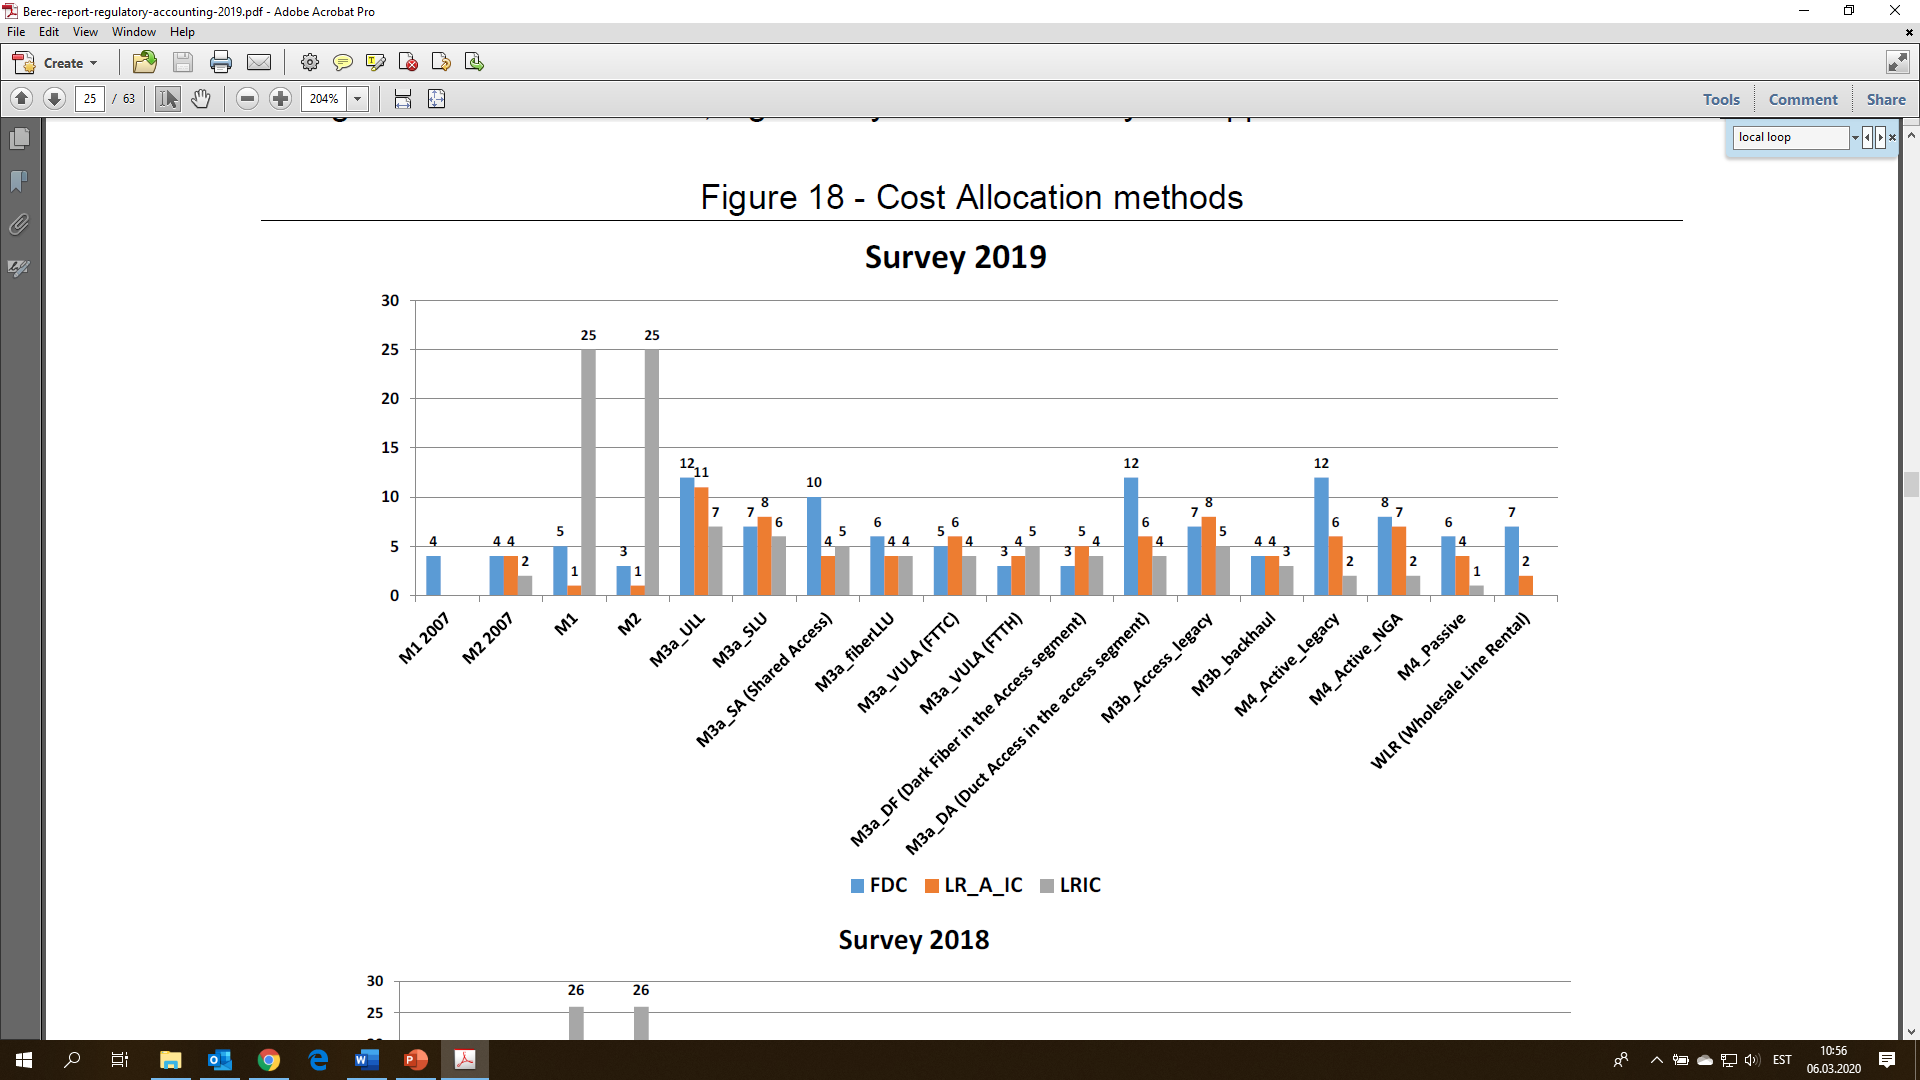 Berec-report-regulatory-accounting-2019.pdf - Adobe Acrobat Pro
File Edit View Window Help
Create
25 / 63
204%
Tools Comment Share
local loop
Figure 18 - Cost Allocation methods
Survey 2019
30
25
20
15
10
5
0
4
4 4 2
5 1 25
3 1 25
12 11 7
7 8 6
10 4 5
6 4 4
5 6 4
3 4 5
3 5 4
12 6 4
7 8 5
4 4 3
12 6 2
8 7 2
6 4 1
7 2
M1 2007
M2 2007
M1
M2
M3a_ULL
M3a_SLU
M3a_SA (Shared Access)
M3a_fiberLLU
M3a_VULA (FTTC)
M3a_VULA (FTTH)
M3a_DF (Dark Fiber in the Access segment)
M3a_DA (Duct Access in the access segment)
M3b_Access_legacy
M3b_backhaul
M4_Active_Legacy
M4_Active_NGA
M4_Passive
WLR (Wholesale Line Rental)
FDC LR_A_IC LRIC
Survey 2018
30
25
26 26
EST
10:56
06.03.2020